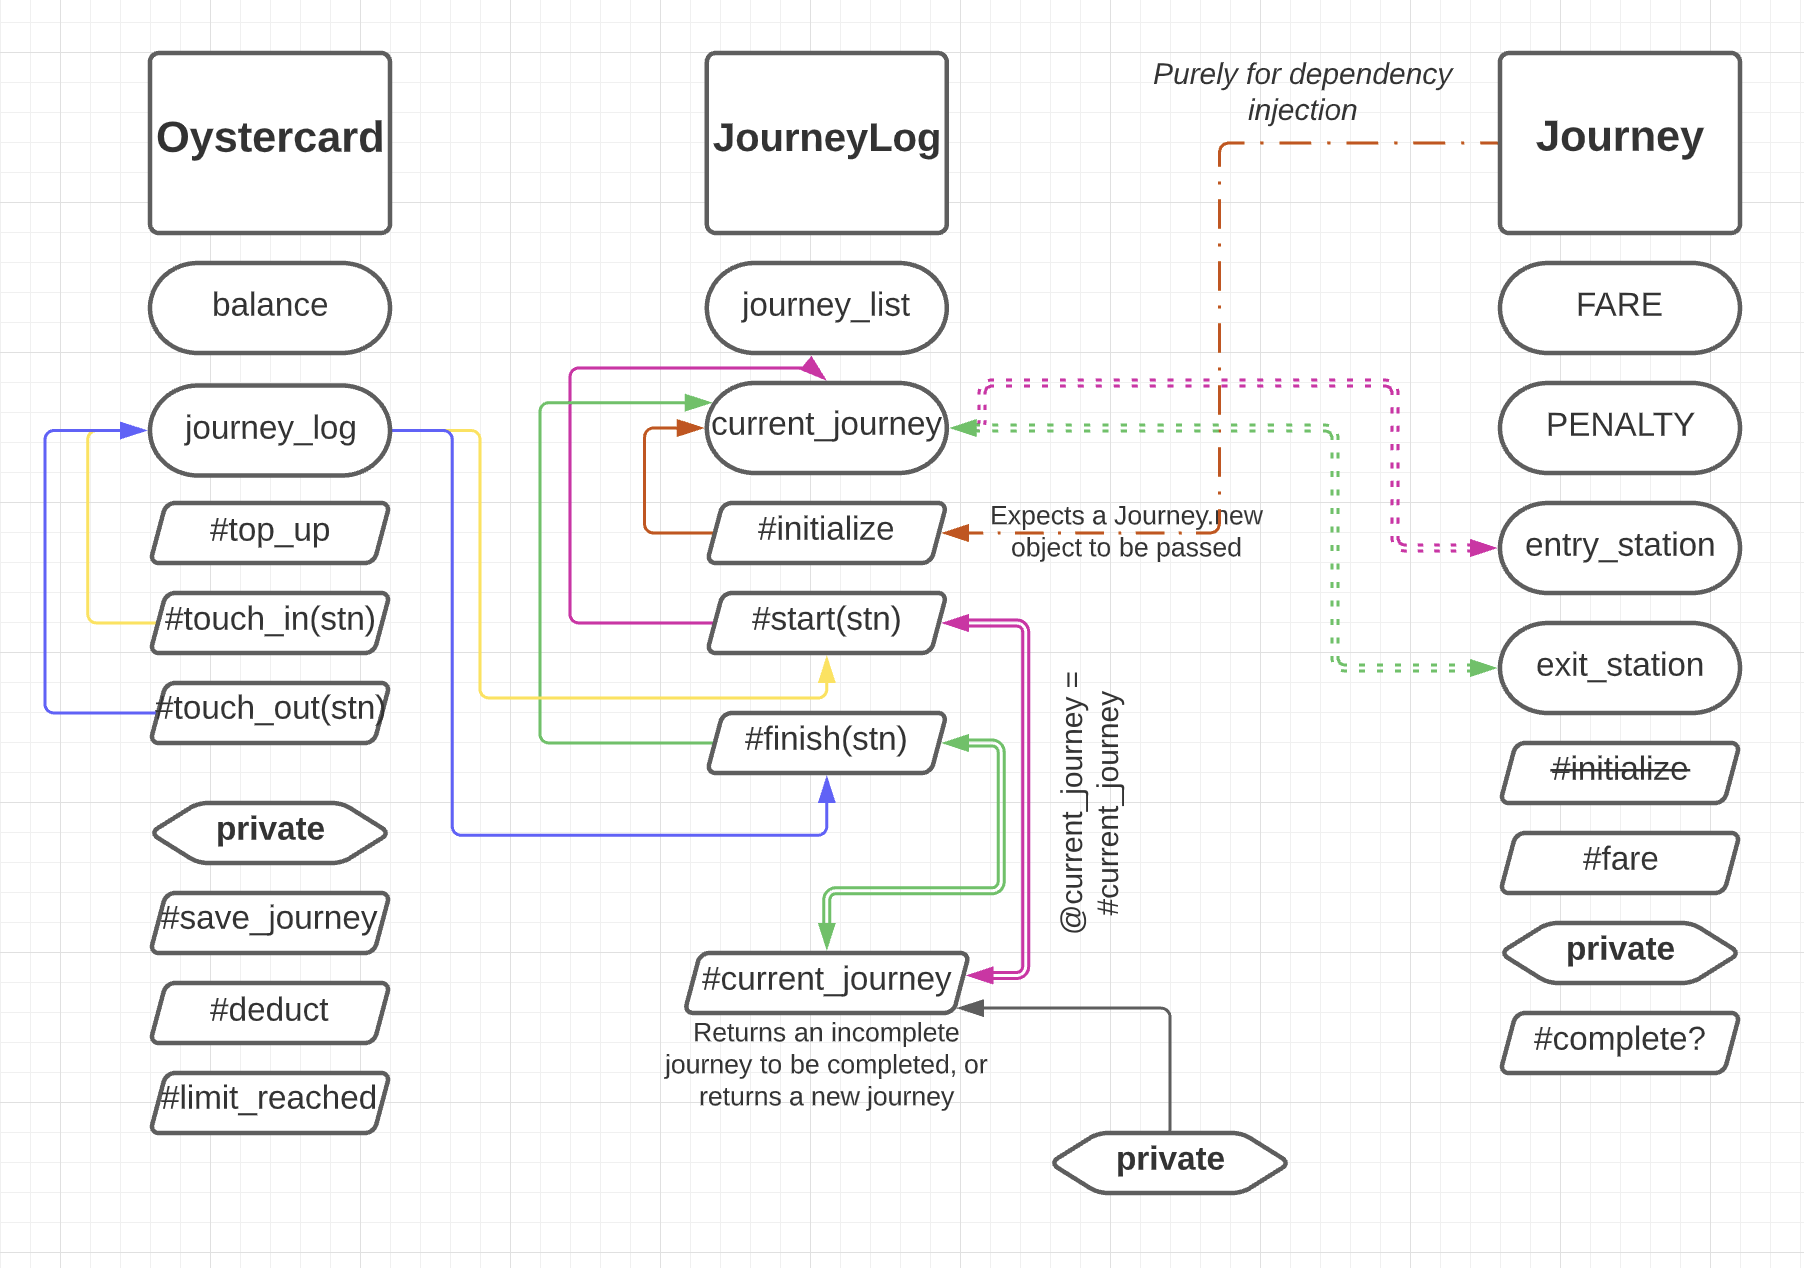 Oystercard
balance
journey_log
#top_up
#touch_in(stn)
#touch_out(stn)
private
#save_journey
#deduct
#limit_reached
JourneyLog
journey_list
current_journey
#initialize
#start(stn)
#finish(stn)
#current_journey
Returns an incomplete
journey to be completed, or
returns a new journey
Purely for dependency
injection
Expects a Journey.new
object to be passed
@current_journey =
#current_journey
private
Journey
FARE
PENALTY
entry_station
exit_station
#initialize
#fare
private
#complete?